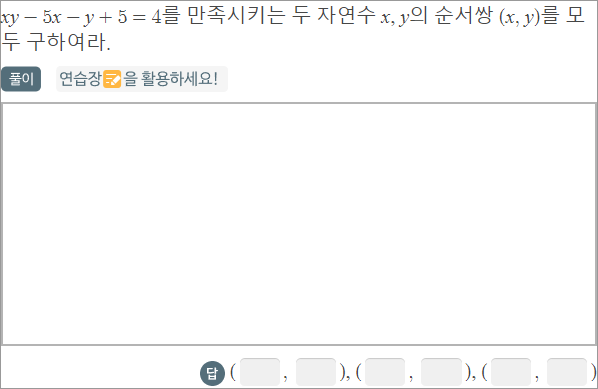 xy − 5x − y + 5 = 4를 만족시키는 두 자연수 x, y의 순서쌍 (x, y)를 모
두 구하여라.
풀이 연습장을 활용하세요!
답 ( , ), ( , ), ( , )